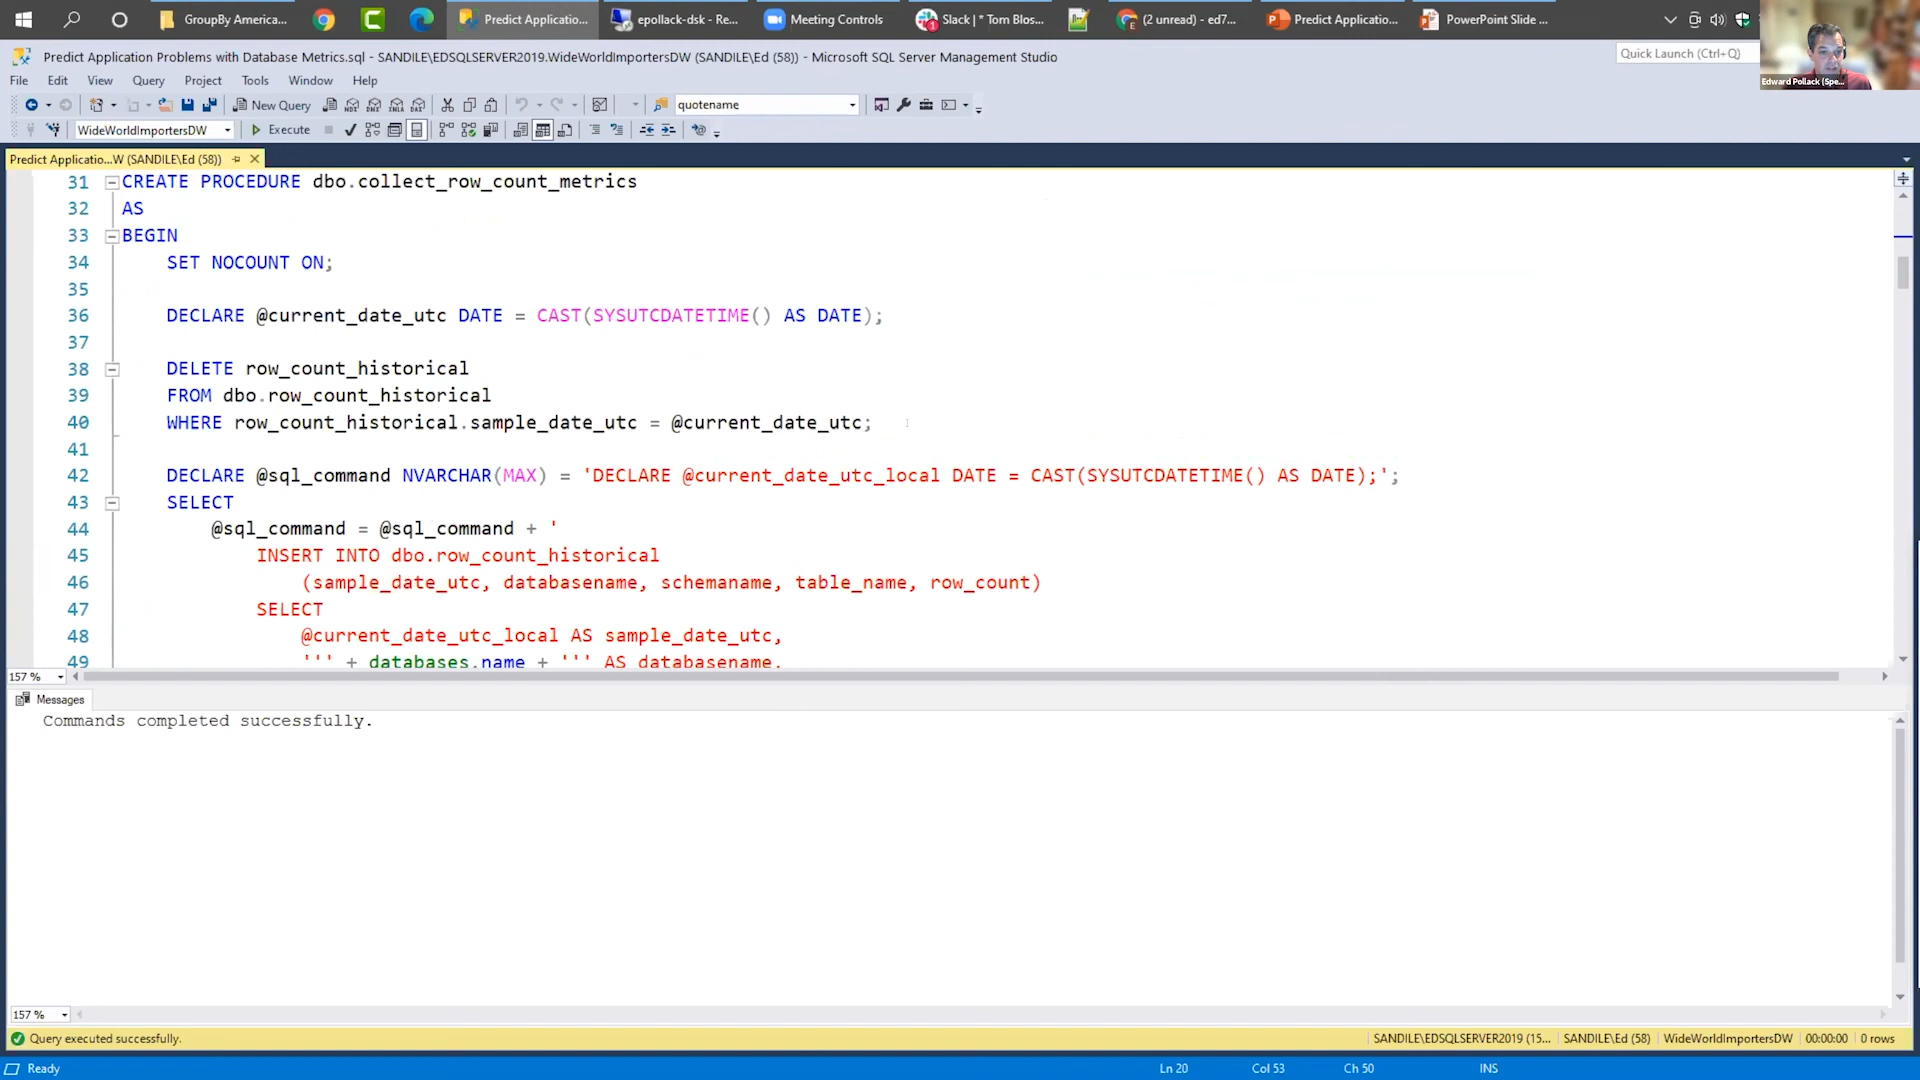 GroupBy America...
Predict Applicatio...
epollack-dsk - Re...
Meeting Controls
Slack | * Tom Blos...
(2 unread) - ed7...
Predict Applicatio...
PowerPoint Slide ...
Predict Application Problems with Database Metrics.sql - SANDILE\EDSQLSERVER2019.WideWorldImportersDW (SANDILE\Ed (58)) - Microsoft SQL Server Management Studio
Quick Launch (Ctrl+Q)
Edward Pollack (Spe...
File Edit View Query Project Tools Window Help
New Query
quotename
WideWorldImportersDW
Execute
Predict Applicatio...W (SANDILE\Ed (58))
31 CREATE PROCEDURE dbo.collect_row_count_metrics
32 AS
33 BEGIN
34 SET NOCOUNT ON;
35
36 DECLARE @current_date_utc DATE = CAST(SYSUTCDATETIME() AS DATE);
37
38 DELETE row_count_historical
39 FROM dbo.row_count_historical
40 WHERE row_count_historical.sample_date_utc = @current_date_utc;
41
42 DECLARE @sql_command NVARCHAR(MAX) = 'DECLARE @current_date_utc_local DATE = CAST(SYSUTCDATETIME() AS DATE);';
43 SELECT
44 @sql_command = @sql_command + '
45 INSERT INTO dbo.row_count_historical
46 (sample_date_utc, databasename, schemaname, table_name, row_count)
47 SELECT
48 @current_date_utc_local AS sample_date_utc,
49 ''' + databases.name + ''' AS databasename,
157 %
Messages
Commands completed successfully.
157 %
Query executed successfully.
SANDILE\EDSQLSERVER2019 (15... SANDILE\Ed (58) WideWorldImportersDW 00:00:00 0 rows
Ready
Ln 20 Col 53 Ch 50 INS